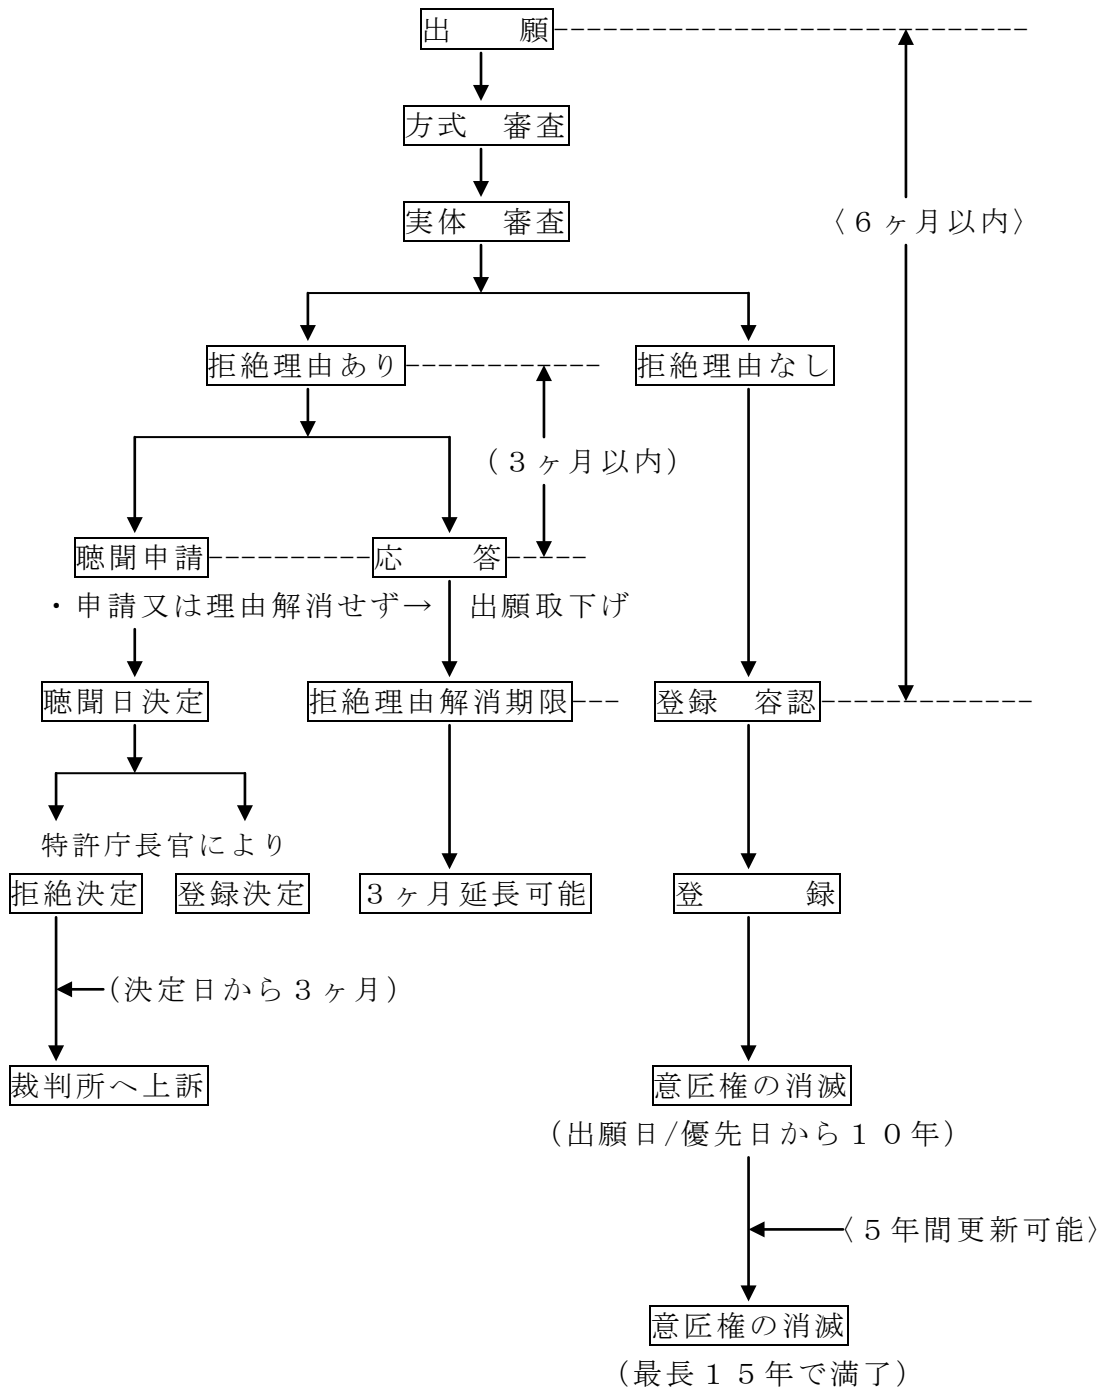 出　　願
方式　審査
実体　審査
〈６ヶ月以内〉
拒絶理由あり
拒絶理由なし
（３ヶ月以内）
聴聞申請
応　　答
・申請又は理由解消せず→　出願取下げ
聴聞日決定
拒絶理由解消期限
登録　容認
特許庁長官により
拒絶決定
登録決定
３ヶ月延長可能
登　　録
（決定日から３ヶ月）
裁判所へ上訴
意匠権の消滅
（出願日/優先日から１０年）
〈５年間更新可能〉
意匠権の消滅
（最長１５年で満了）